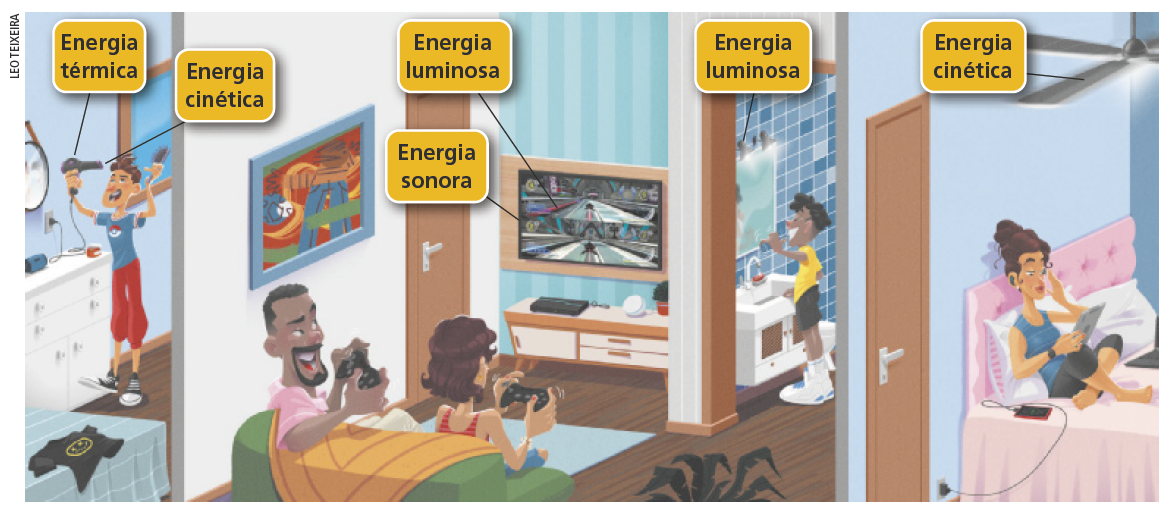 LEO TEIXEIRA
Energia
térmica
Energia
cinética
Energia
luminosa
Energia
sonora
Energia
luminosa
Energia
cinética